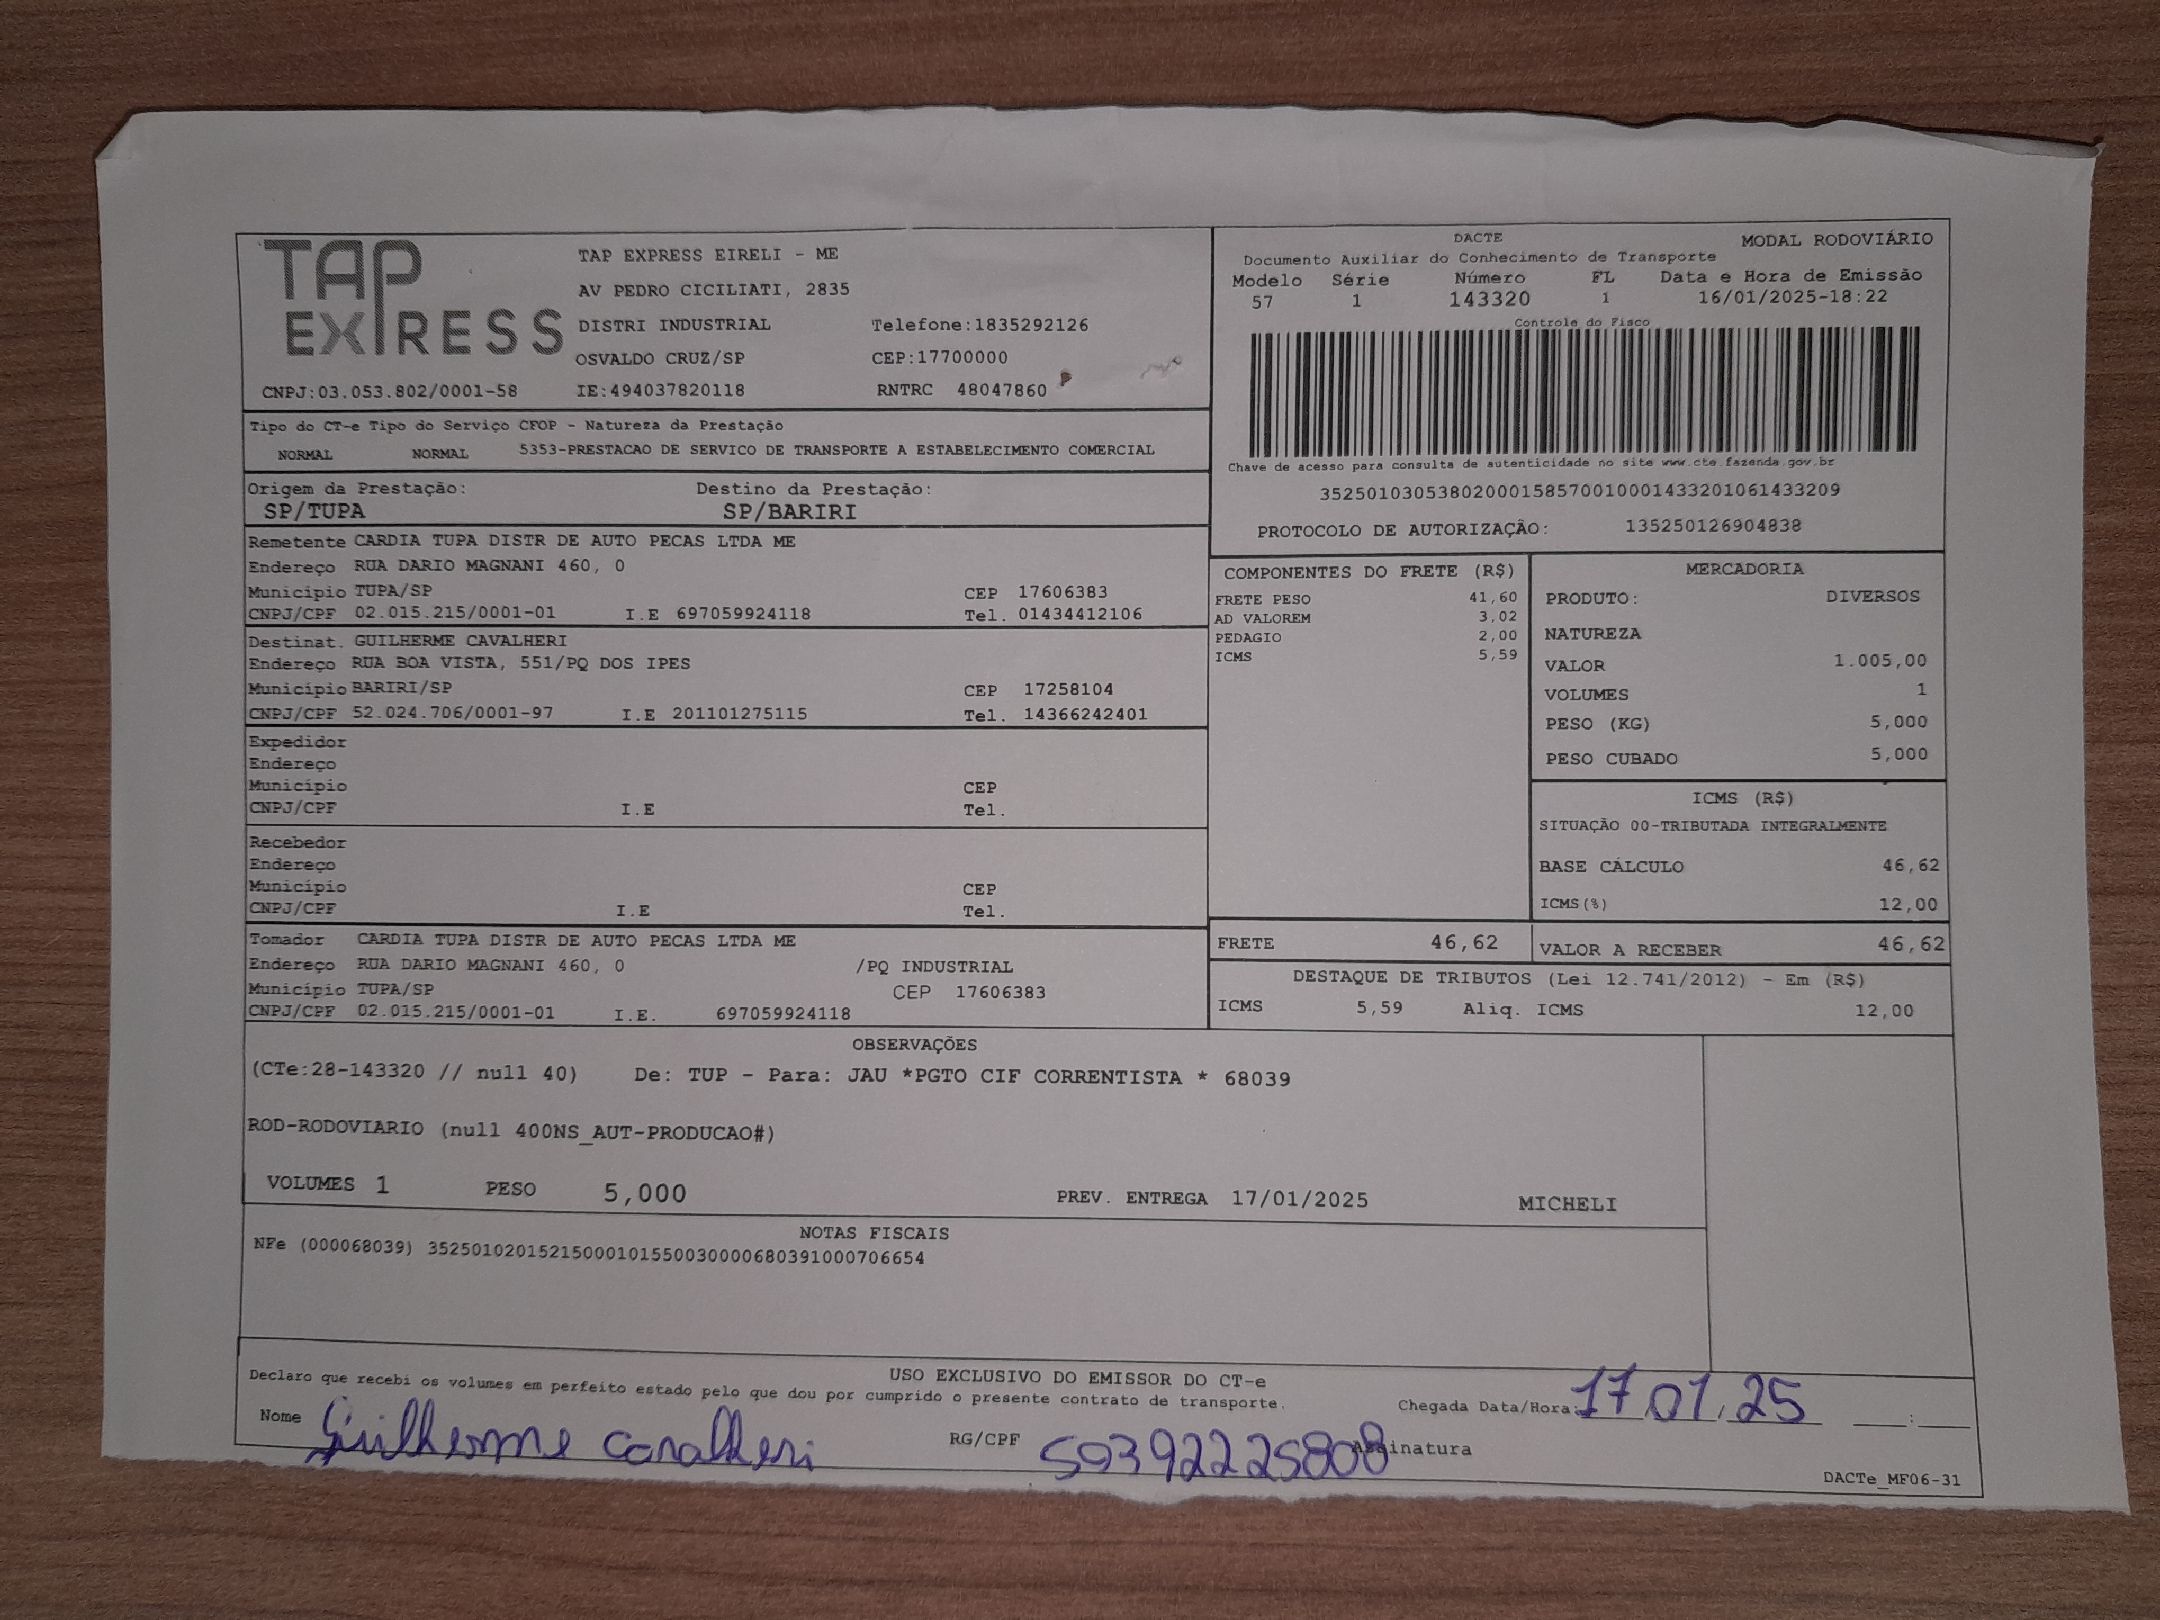 TAP EXPRESS
TAP EXPRESS EIRELI - ME
AV PEDRO CICILIATI, 2835
DISTRI INDUSTRIAL Telefone:1835292126
OSVALDO CRUZ/SP CEP:17700000
CNPJ:03.053.802/0001-58 IE:494037820118 RNTRC 48047860
DACTE MODAL RODOVIÁRIO
Documento Auxiliar do Conhecimento de Transporte
Modelo Série Número FL Data e Hora de Emissão
57 1 143320 1 16/01/2025-18:22
Controle do Fisco
Chave de acesso para consulta de autenticidade no site www.cte.fazenda.gov.br
35250103053802000158570010001433201061433209
PROTOCOLO DE AUTORIZAÇÃO: 135250126904838
Tipo do CT-e Tipo do Serviço CFOP - Natureza da Prestação
NORMAL NORMAL 5353-PRESTACAO DE SERVICO DE TRANSPORTE A ESTABELECIMENTO COMERCIAL
Origem da Prestação: Destino da Prestação:
SP/TUPA SP/BARIRI
Remetente CARDIA TUPA DISTR DE AUTO PECAS LTDA ME
Endereço RUA DARIO MAGNANI 460, 0
Município TUPA/SP CEP 17606383
CNPJ/CPF 02.015.215/0001-01 I.E 697059924118 Tel. 01434412106
Destinat. GUILHERME CAVALHERI
Endereço RUA BOA VISTA, 551/PQ DOS IPES
Município BARIRI/SP CEP 17258104
CNPJ/CPF 52.024.706/0001-97 I.E 201101275115 Tel. 14366242401
Expedidor
Endereço
Município CEP
CNPJ/CPF I.E Tel.
Recebedor
Endereço
Município CEP
CNPJ/CPF I.E Tel.
Tomador CARDIA TUPA DISTR DE AUTO PECAS LTDA ME
Endereço RUA DARIO MAGNANI 460, 0 /PQ INDUSTRIAL
Município TUPA/SP CEP 17606383
CNPJ/CPF 02.015.215/0001-01 I.E. 697059924118
COMPONENTES DO FRETE (R$)
FRETE PESO 41,60
AD VALOREM 3,02
PEDAGIO 2,00
ICMS 5,59
MERCADORIA
PRODUTO: DIVERSOS
NATUREZA
VALOR 1.005,00
VOLUMES 1
PESO (KG) 5,000
PESO CUBADO 5,000
ICMS (R$)
SITUAÇÃO 00-TRIBUTADA INTEGRALMENTE
BASE CÁLCULO 46,62
ICMS(%) 12,00
FRETE 46,62 VALOR A RECEBER 46,62
DESTAQUE DE TRIBUTOS (Lei 12.741/2012) - Em (R$)
ICMS 5,59 Aliq. ICMS 12,00
OBSERVAÇÕES
(CTe:28-143320 // null 40) De: TUP - Para: JAU *PGTO CIF CORRENTISTA * 68039
ROD-RODOVIARIO (null 400NS_AUT-PRODUCAO#)
VOLUMES 1 PESO 5,000 PREV. ENTREGA 17/01/2025 MICHELI
NOTAS FISCAIS
NFe (000068039) 35250102015215000101550030000680391000706654
USO EXCLUSIVO DO EMISSOR DO CT-e
Declaro que recebi os volumes em perfeito estado pelo que dou por cumprido o presente contrato de transporte.
Chegada Data/Hora: 17/01/25 ___:___
Nome Guilherme Cavalheri RG/CPF 59392225808 Assinatura
DACTe_MF06-31